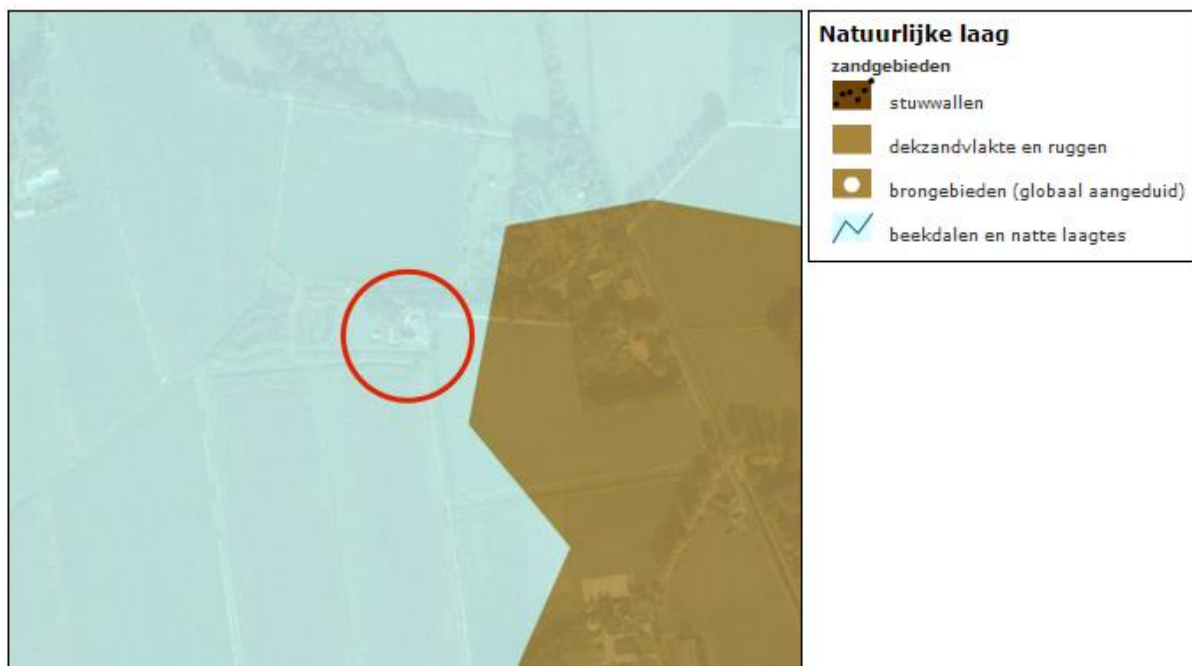 Natuurlijke laag
zandgebieden
stuwwallen
dekzandvlakte en ruggen
brongebieden (globaal aangeduid)
beekdalen en natte laagtes